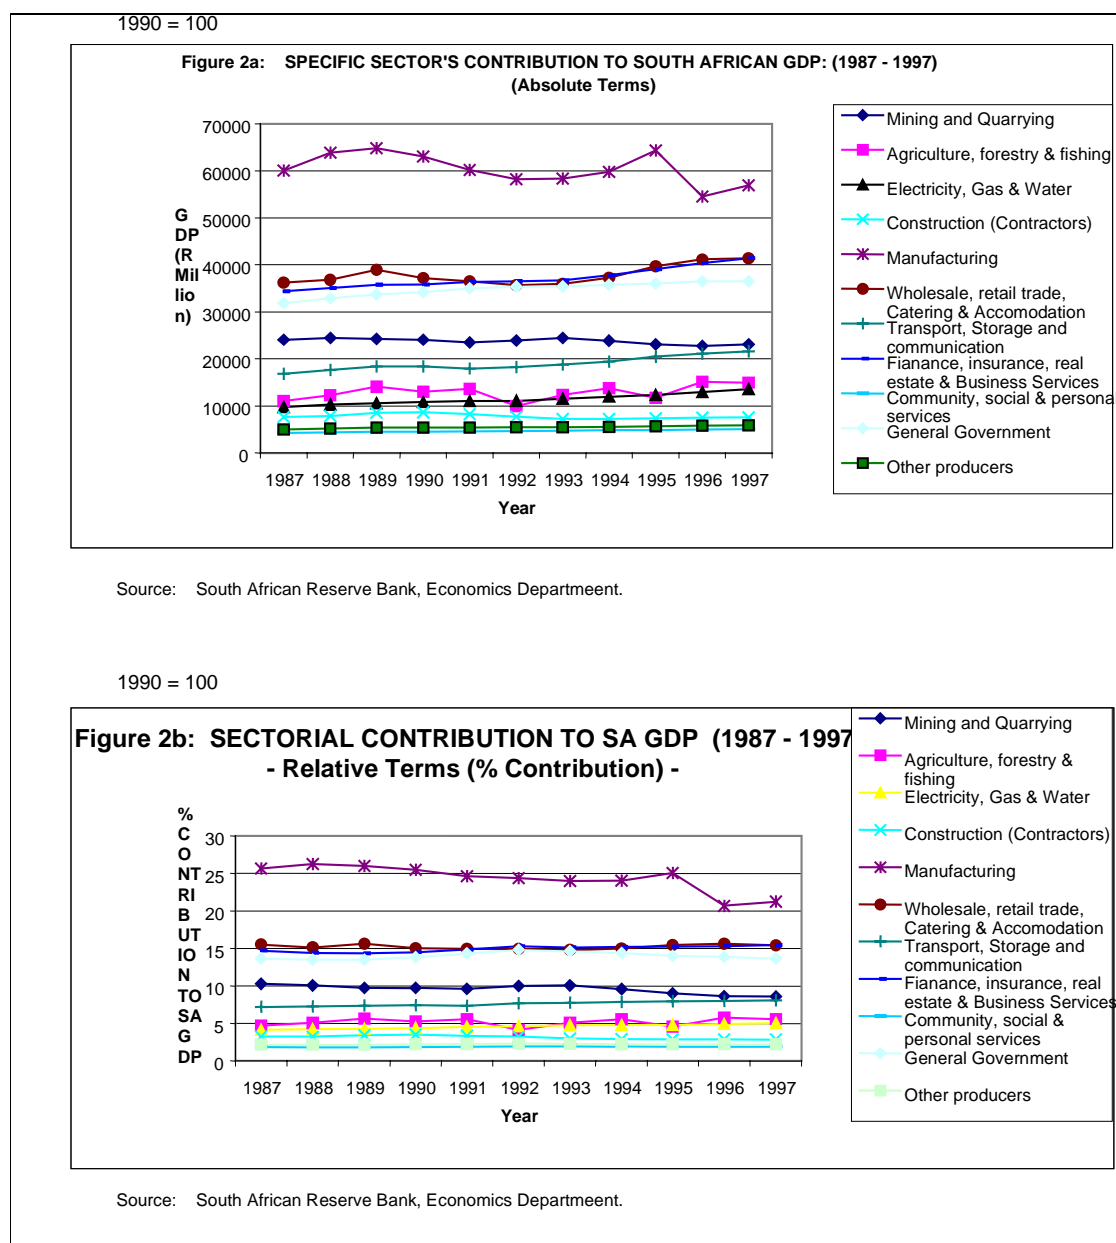 1990 = 100
Figure 2a: SPECIFIC SECTOR'S CONTRIBUTION TO SOUTH AFRICAN GDP: (1987 - 1997)
(Absolute Terms)
70000
60000
50000
40000
30000
20000
10000
0
G
DP
(R
Mil
lio
n)
1987 1988 1989 1990 1991 1992 1993 1994 1995 1996 1997
Year
Mining and Quarrying
Agriculture, forestry & fishing
Electricity, Gas & Water
Construction (Contractors)
Manufacturing
Wholesale, retail trade,
Catering & Accomodation
Transport, Storage and
communication
Fianance, insurance, real
estate & Business Services
Community, social & persona
services
General Government
Other producers
Source: South African Reserve Bank, Economics Departmeent.
1990 = 100
Figure 2b: SECTORIAL CONTRIBUTION TO SA GDP (1987 - 1997
- Relative Terms (% Contribution) -
%
C
O
NT
RI
B
UT
IO
N
TO
SA
G
DP
30
25
20
15
10
5
0
1987 1988 1989 1990 1991 1992 1993 1994 1995 1996 1997
Year
Mining and Quarrying
Agriculture, forestry &
fishing
Electricity, Gas & Water
Construction (Contractors)
Manufacturing
Wholesale, retail trade,
Catering & Accomodation
Transport, Storage and
communication
Fianance, insurance, real
estate & Business Services
Community, social &
personal services
General Government
Other producers
Source: South African Reserve Bank, Economics Departmeent.